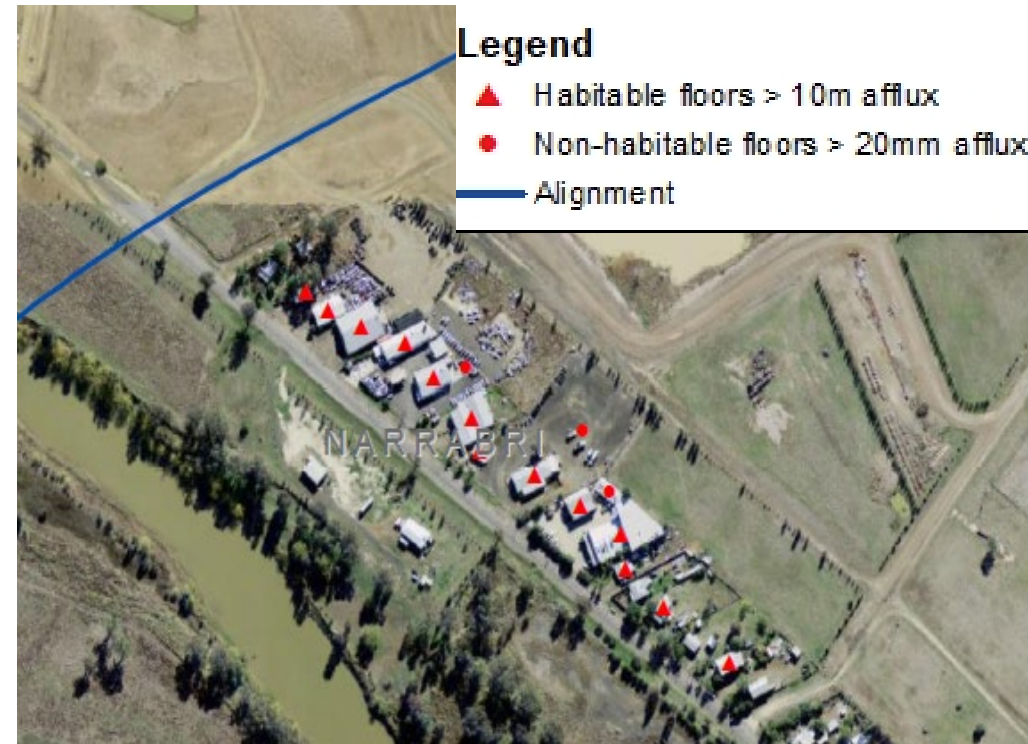 Legend
Habitable floors > 10m afflux
Non-habitable floors > 20mm afflux
Alignment
NARRABRI